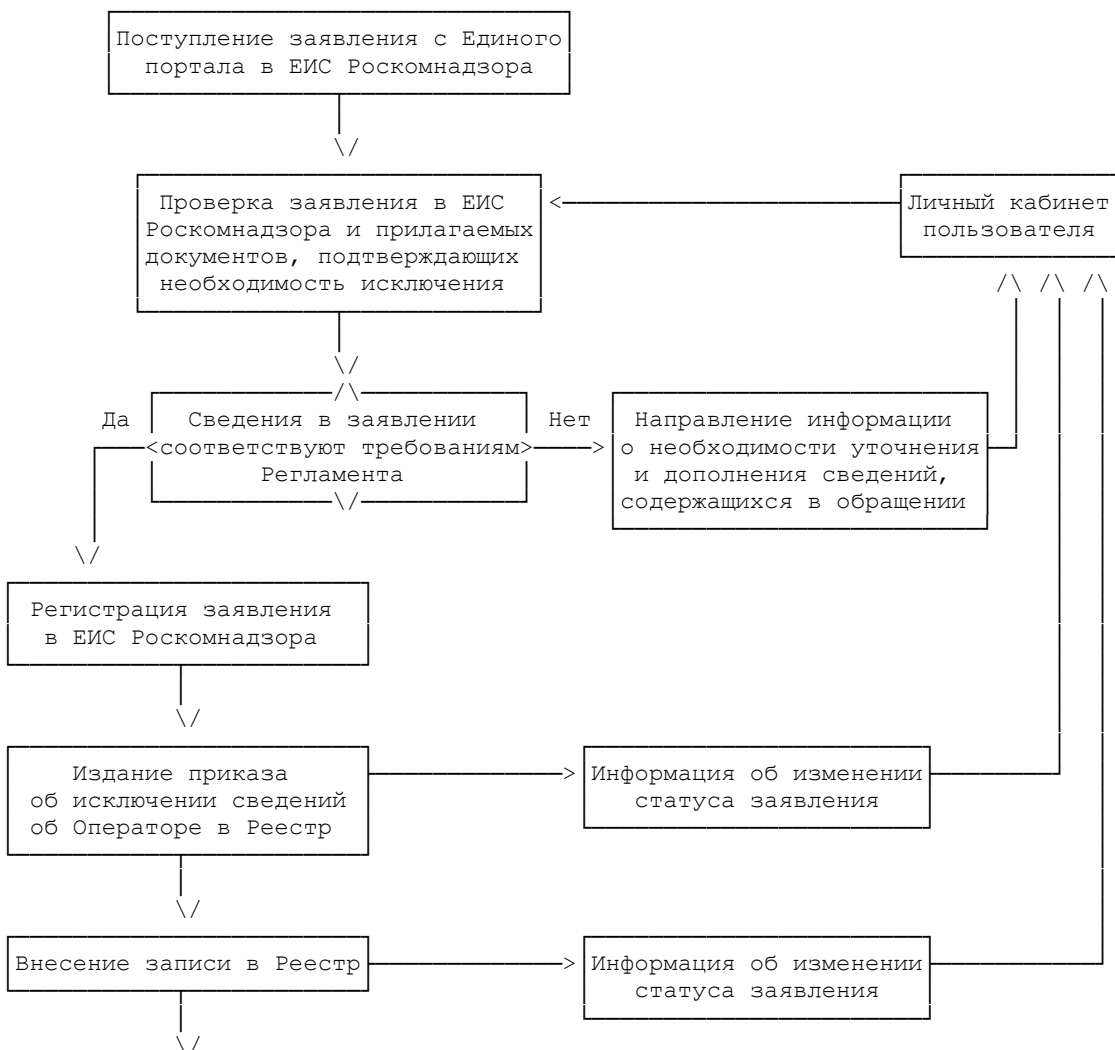 Поступление заявления с Единого
портала в ЕИС Роскомнадзора
Проверка заявления в ЕИС
Роскомнадзора и прилагаемых
документов, подтверждающих
необходимость исключения
Личный кабинет
пользователя
Да
Сведения в заявлении
соответствуют требованиям
Регламента
Нет
Направление информации
о необходимости уточнения
и дополнения сведений,
содержащихся в обращении
Регистрация заявления
в ЕИС Роскомнадзора
Издание приказа
об исключении сведений
об Операторе в Реестр
Информация об изменении
статуса заявления
Внесение записи в Реестр
Информация об изменении
статуса заявления